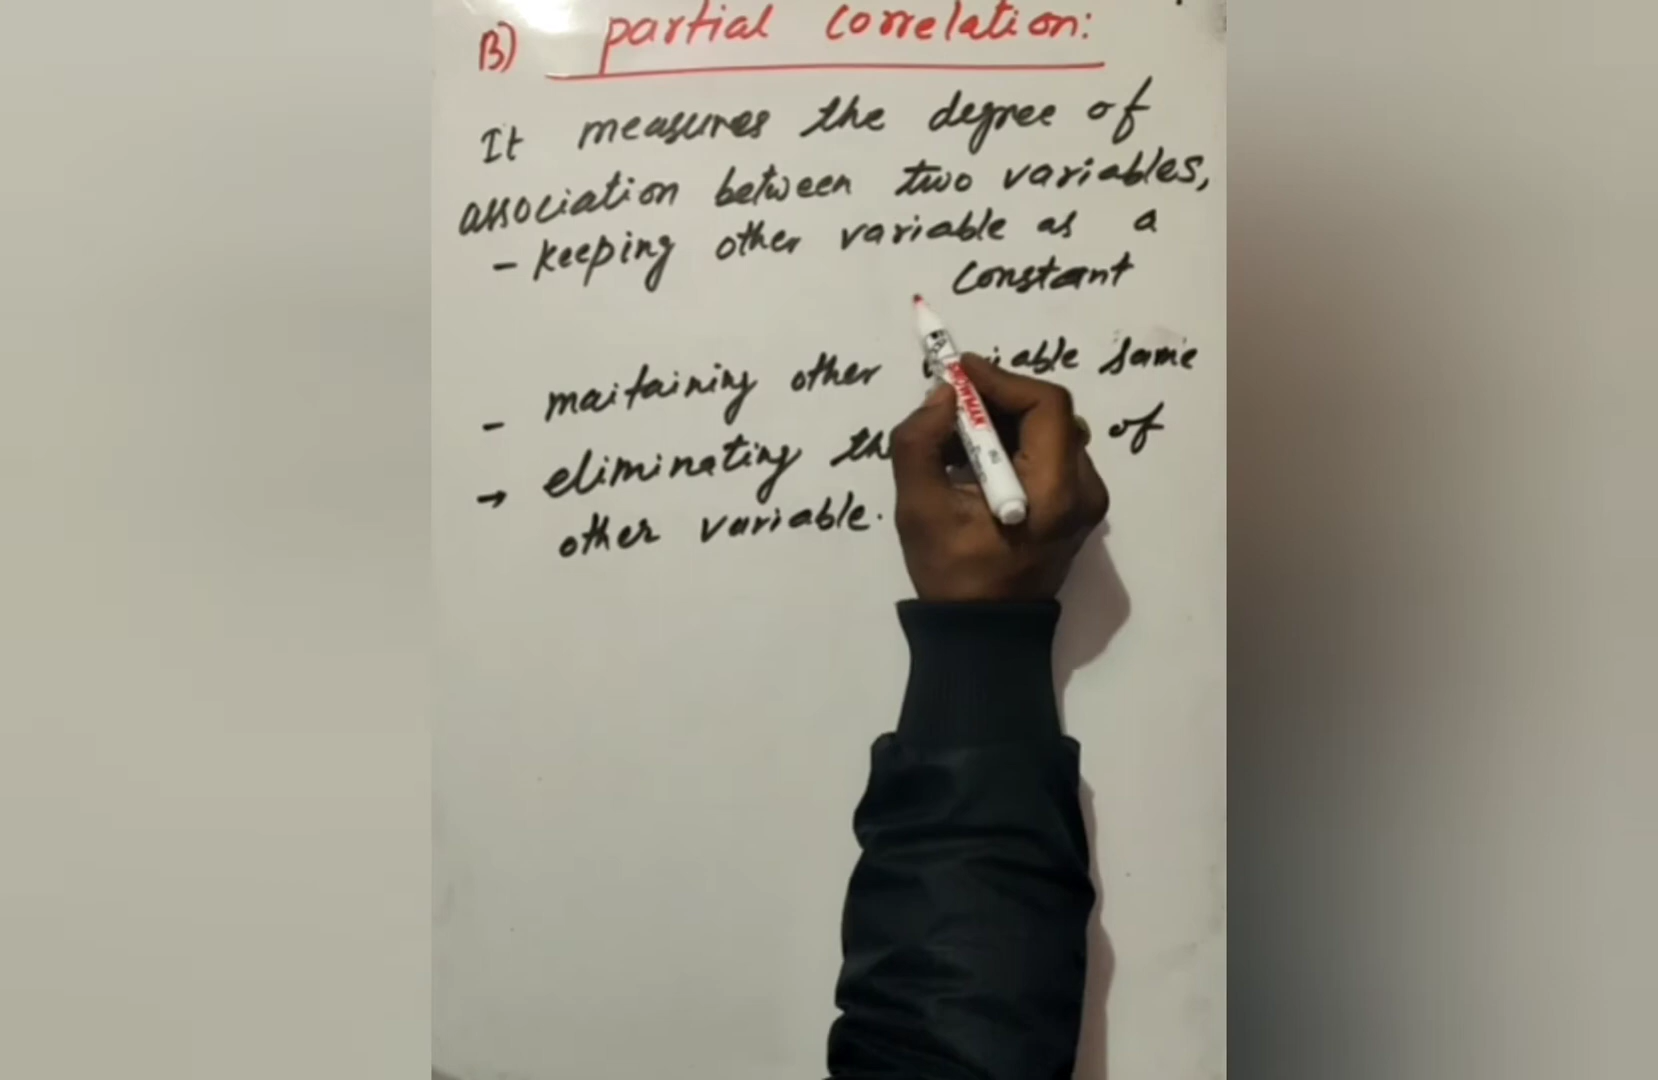 B) partial correlation:
It measures the degree of
association between two variables,
- keeping other variable as a
constant
- maitaining other variable same
→ eliminating of
other variable.